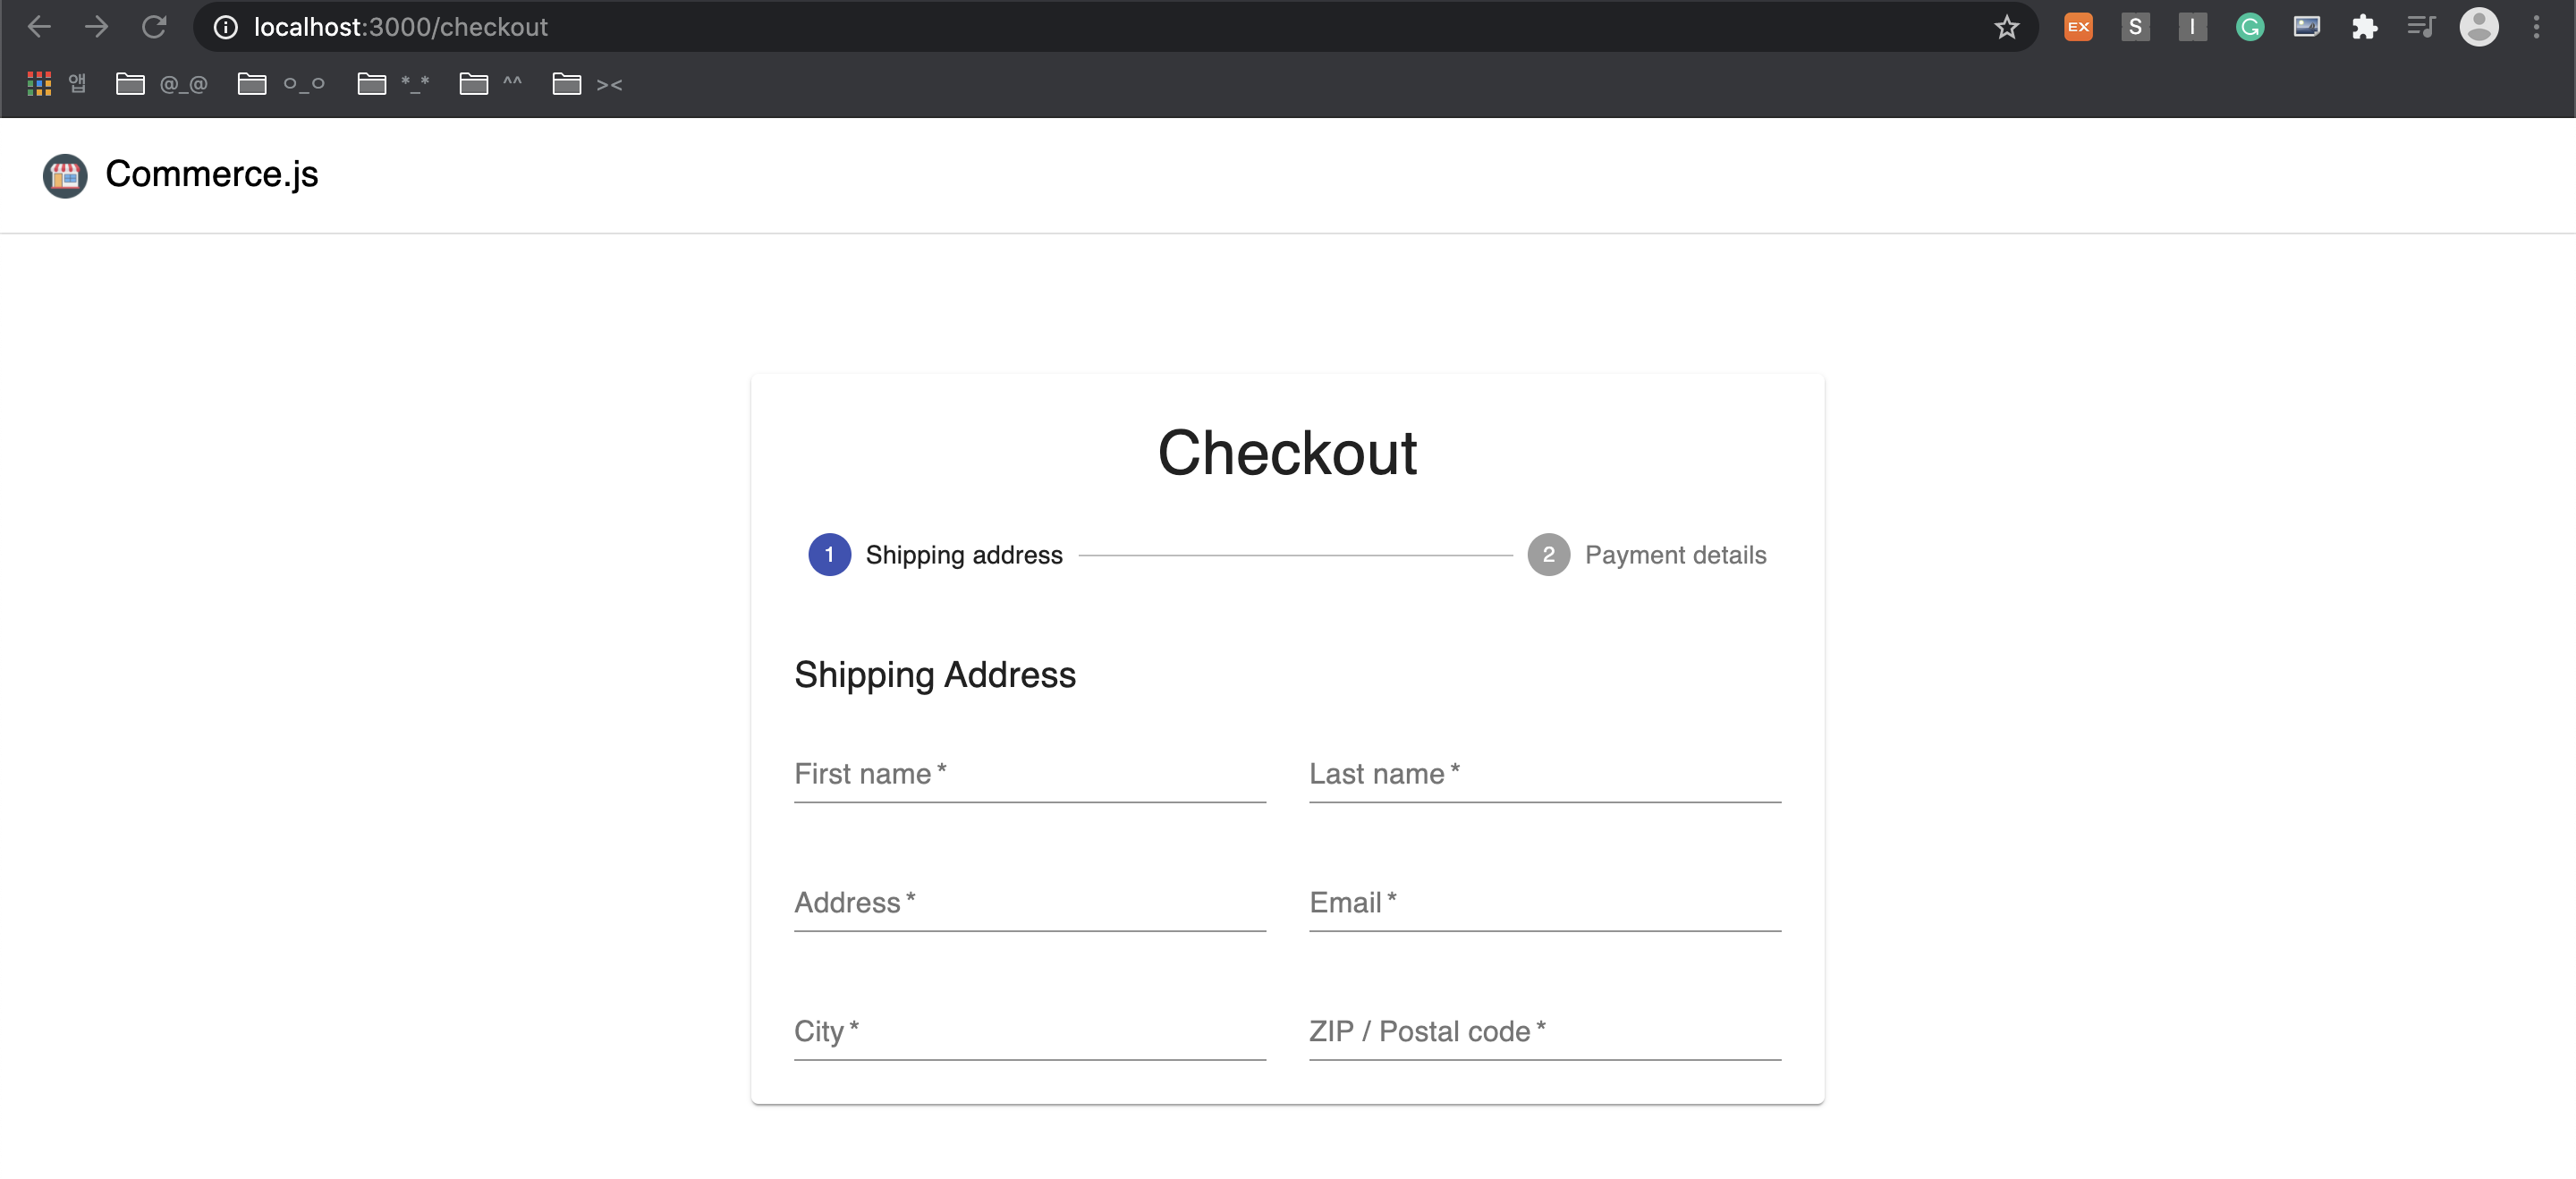 localhost:3000/checkout
EX S I G
앱 @_@ ㅇ_ㅇ *_* ^^ ><
Commerce.js
Checkout
1 Shipping address 2 Payment details
Shipping Address
First name * Last name *
Address * Email *
City * ZIP / Postal code *